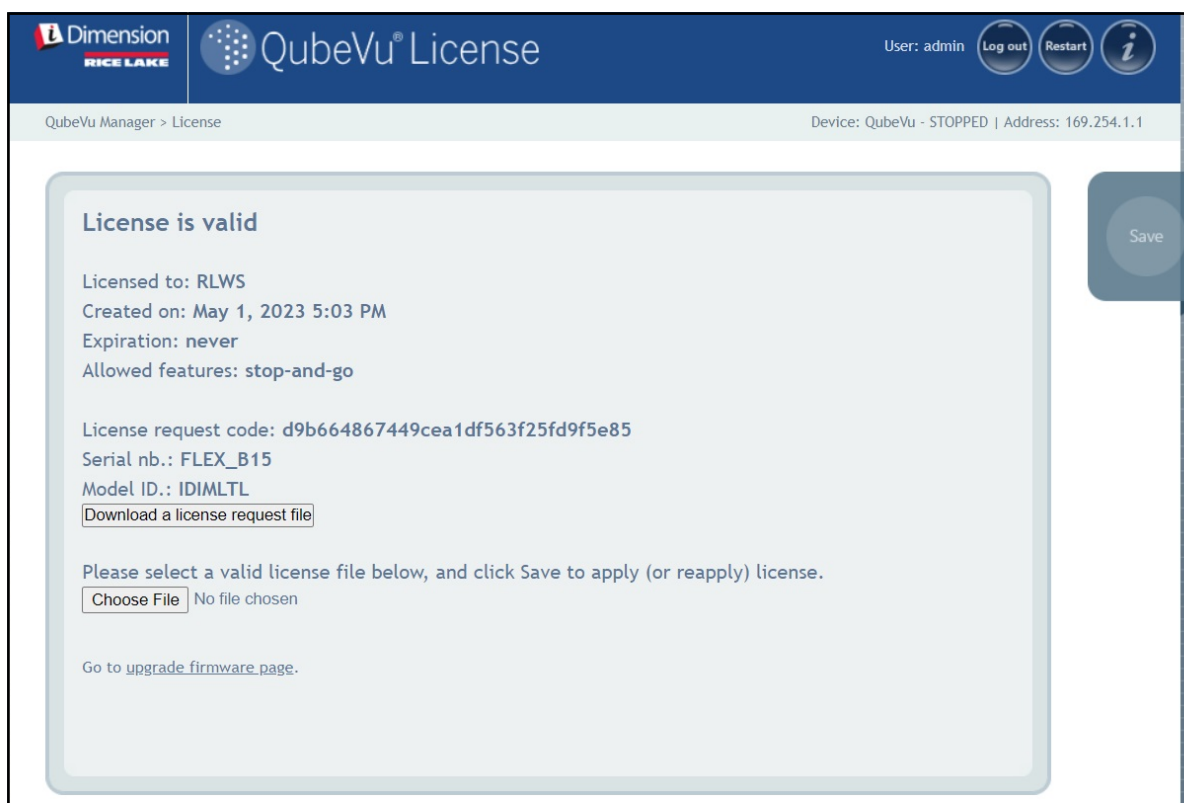 iDimension
RICE LAKE
QubeVu® License
User: admin
Log out
Restart
i
QubeVu Manager > License
Device: QubeVu - STOPPED | Address: 169.254.1.1
License is valid
Save
Licensed to: RLWS
Created on: May 1, 2023 5:03 PM
Expiration: never
Allowed features: stop-and-go
License request code: d9b664867449cea1df563f25fd9f5e85
Serial nb.: FLEX_B15
Model ID.: IDIMLTL
Download a license request file
Please select a valid license file below, and click Save to apply (or reapply) license.
Choose File No file chosen
Go to upgrade firmware page.